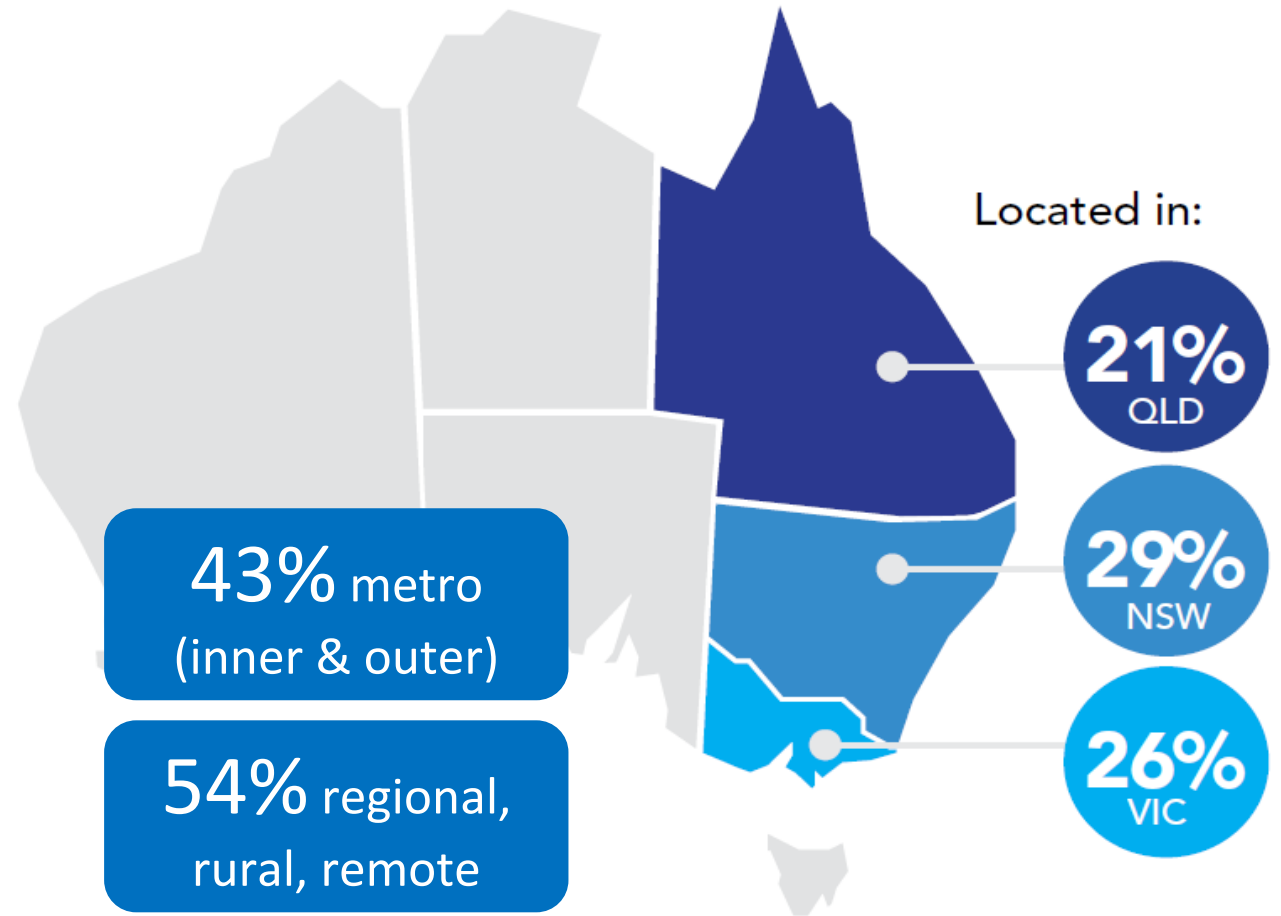 Located in:
21%
QLD
29%
NSW
26%
VIC
43% metro
(inner & outer)
54% regional,
rural, remote